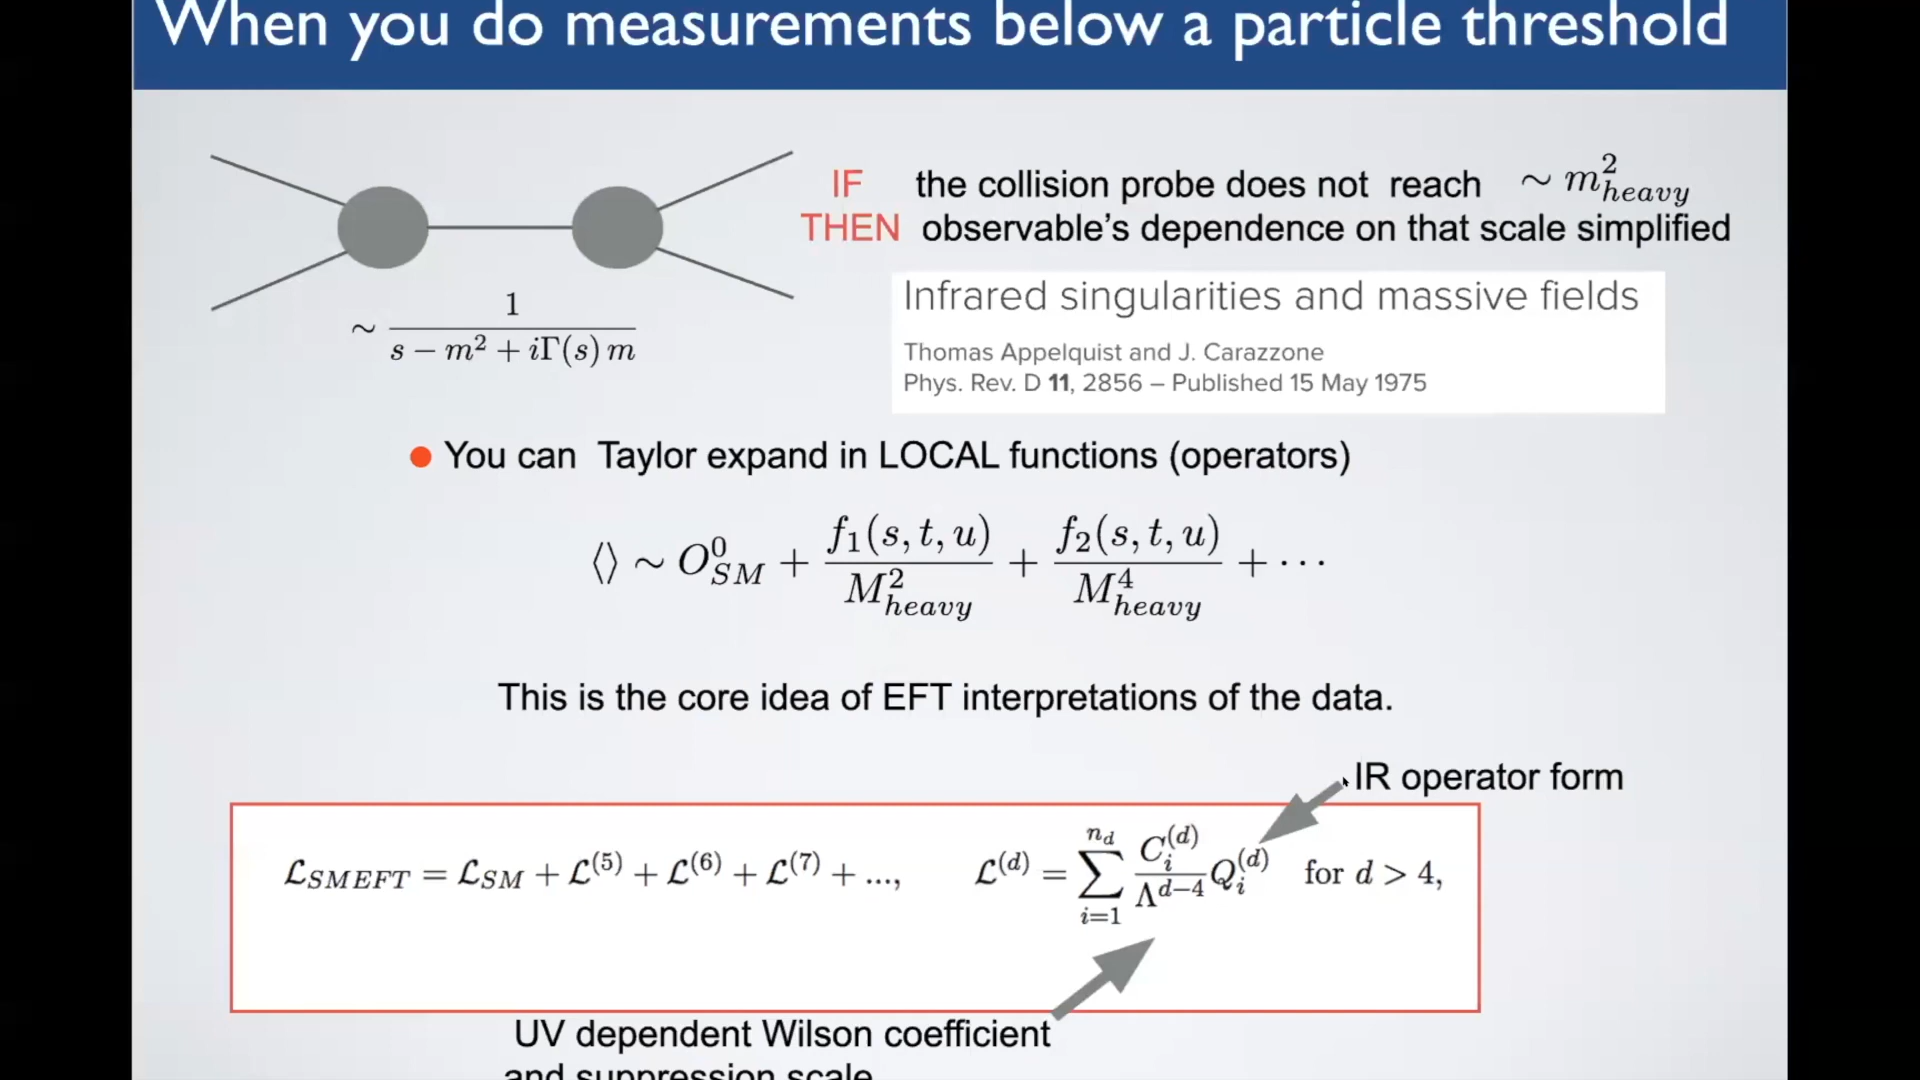 When you do measurements below a particle threshold
IF the collision probe does not reach ∼ m²_heavy
THEN observable's dependence on that scale simplified
∼ 1 / (s − m² + iΓ(s) m)
Infrared singularities and massive fields
Thomas Appelquist and J. Carazzone
Phys. Rev. D 11, 2856 – Published 15 May 1975
You can Taylor expand in LOCAL functions (operators)
⟨⟩ ∼ O⁰_SM + f₁(s, t, u) / M²_heavy + f₂(s, t, u) / M⁴_heavy + ⋯
This is the core idea of EFT interpretations of the data.
IR operator form
ℒ_SMEFT = ℒ_SM + ℒ^(5) + ℒ^(6) + ℒ^(7) + ..., ℒ^(d) = ∑_{i=1}^{n_d} C_i^(d) / Λ^{d−4} Q_i^(d) for d > 4,
UV dependent Wilson coefficient
and suppression scale